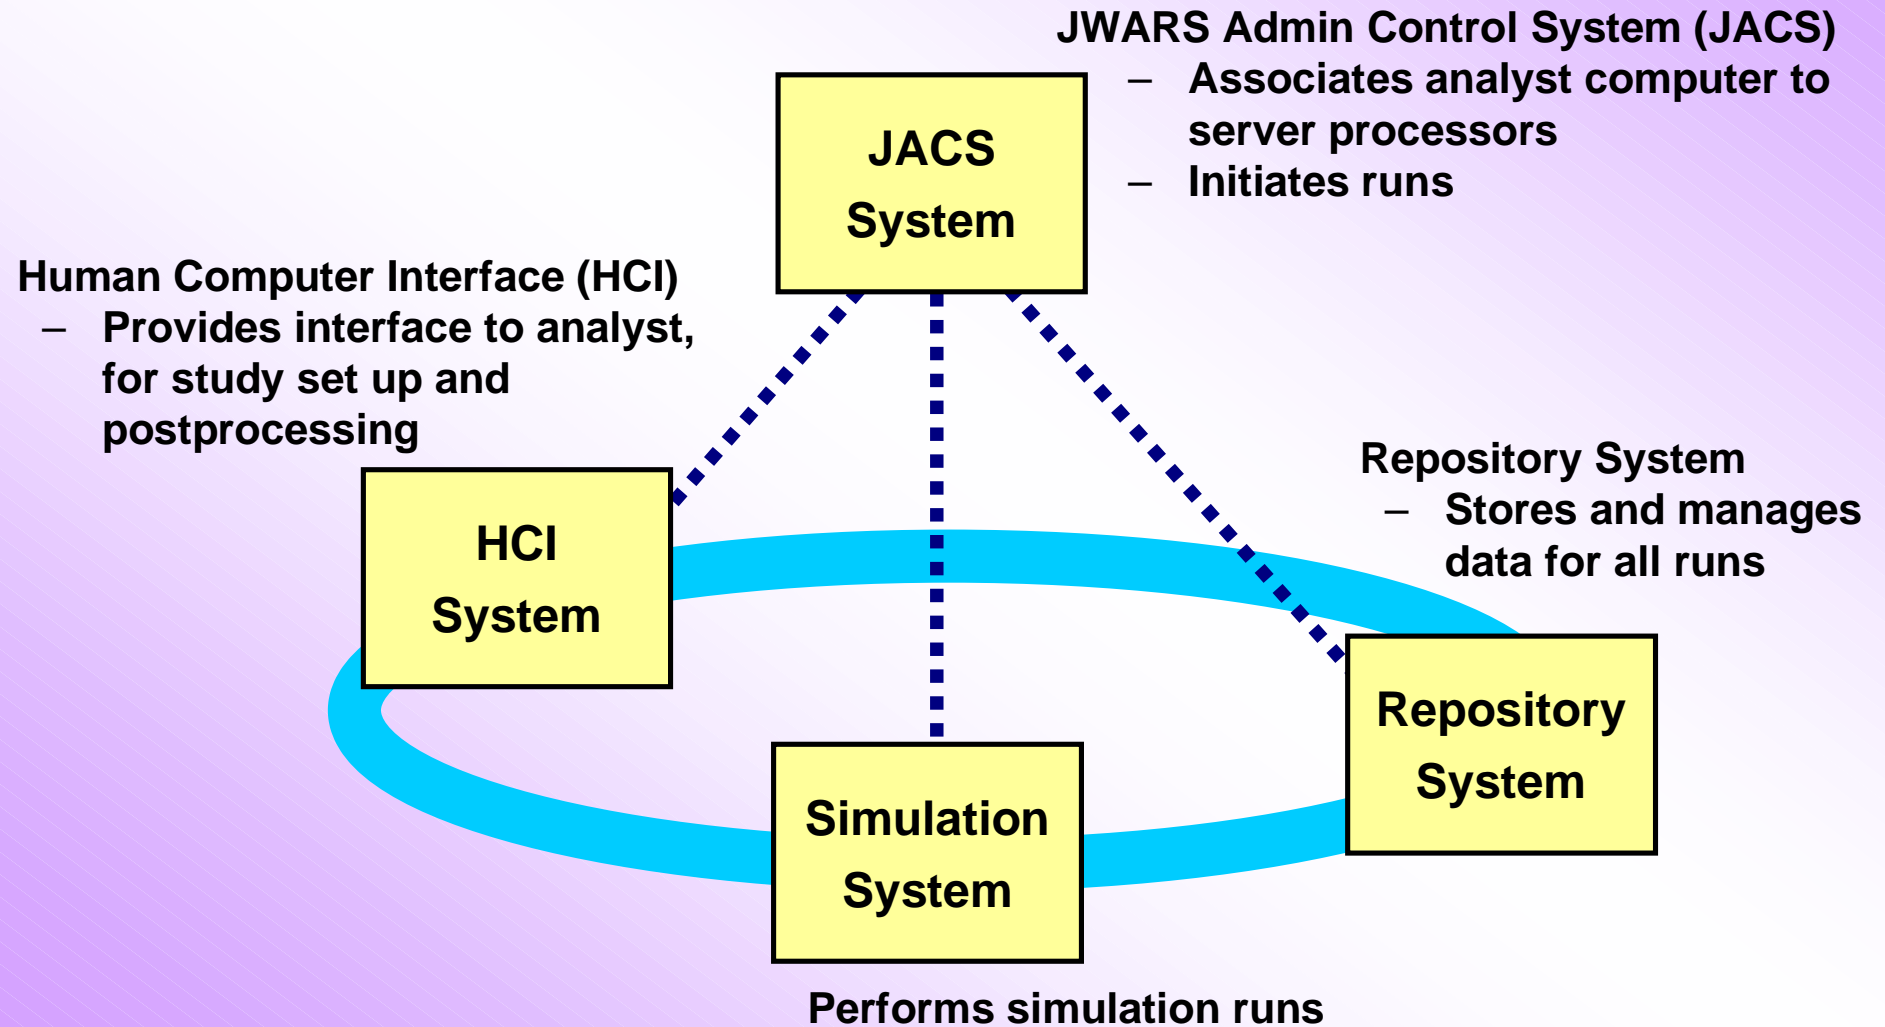 JWARS Admin Control System (JACS)
– Associates analyst computer to
server processors
– Initiates runs
JACS
System
Human Computer Interface (HCI)
– Provides interface to analyst,
for study set up and
postprocessing
HCI
System
Repository System
– Stores and manages
data for all runs
Repository
System
Simulation
System
Performs simulation runs